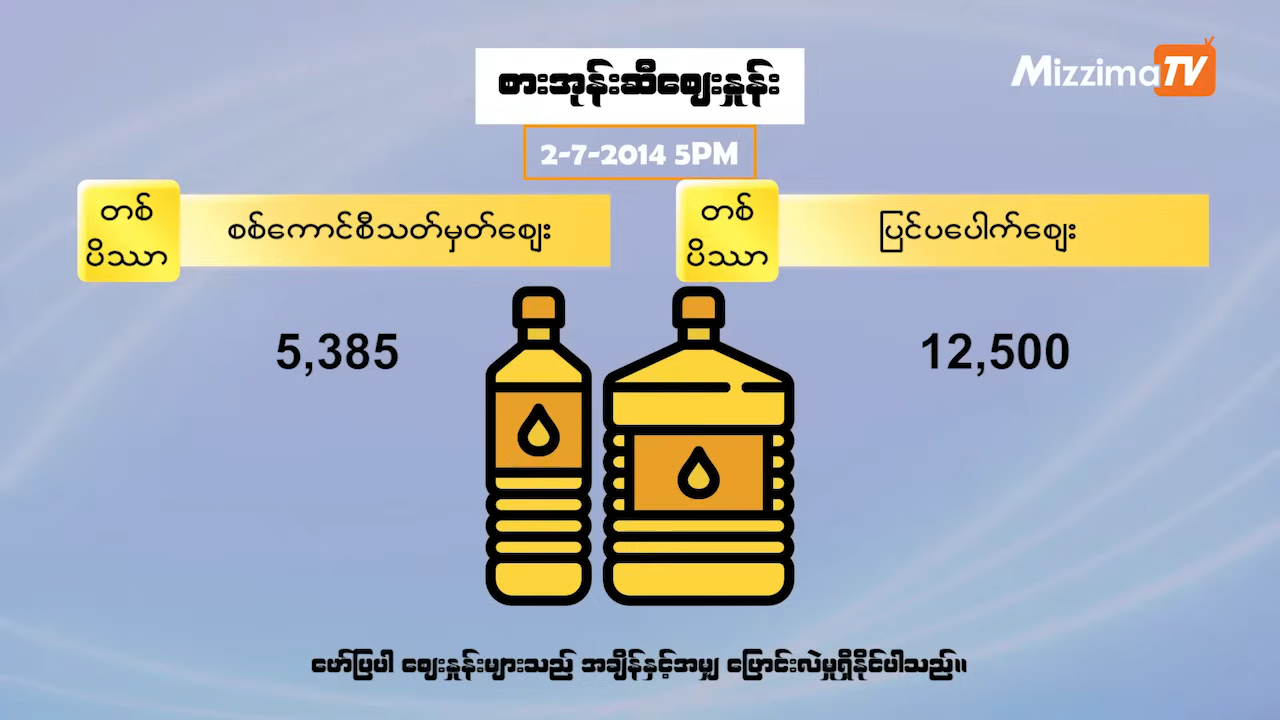 စားအုန်းဆီဈေးနှုန်း
MizzimaTV
2-7-2014 5PM
တစ်
ပိဿာ
စစ်ကောင်စီသတ်မှတ်ဈေး
တစ်
ပိဿာ
ပြင်ပပေါက်ဈေး
5,385
12,500
ဖော်ပြပါ ဈေးနှုန်းများသည် အချိန်နှင့်အမျှ ပြောင်းလဲမှုရှိနိုင်ပါသည်။